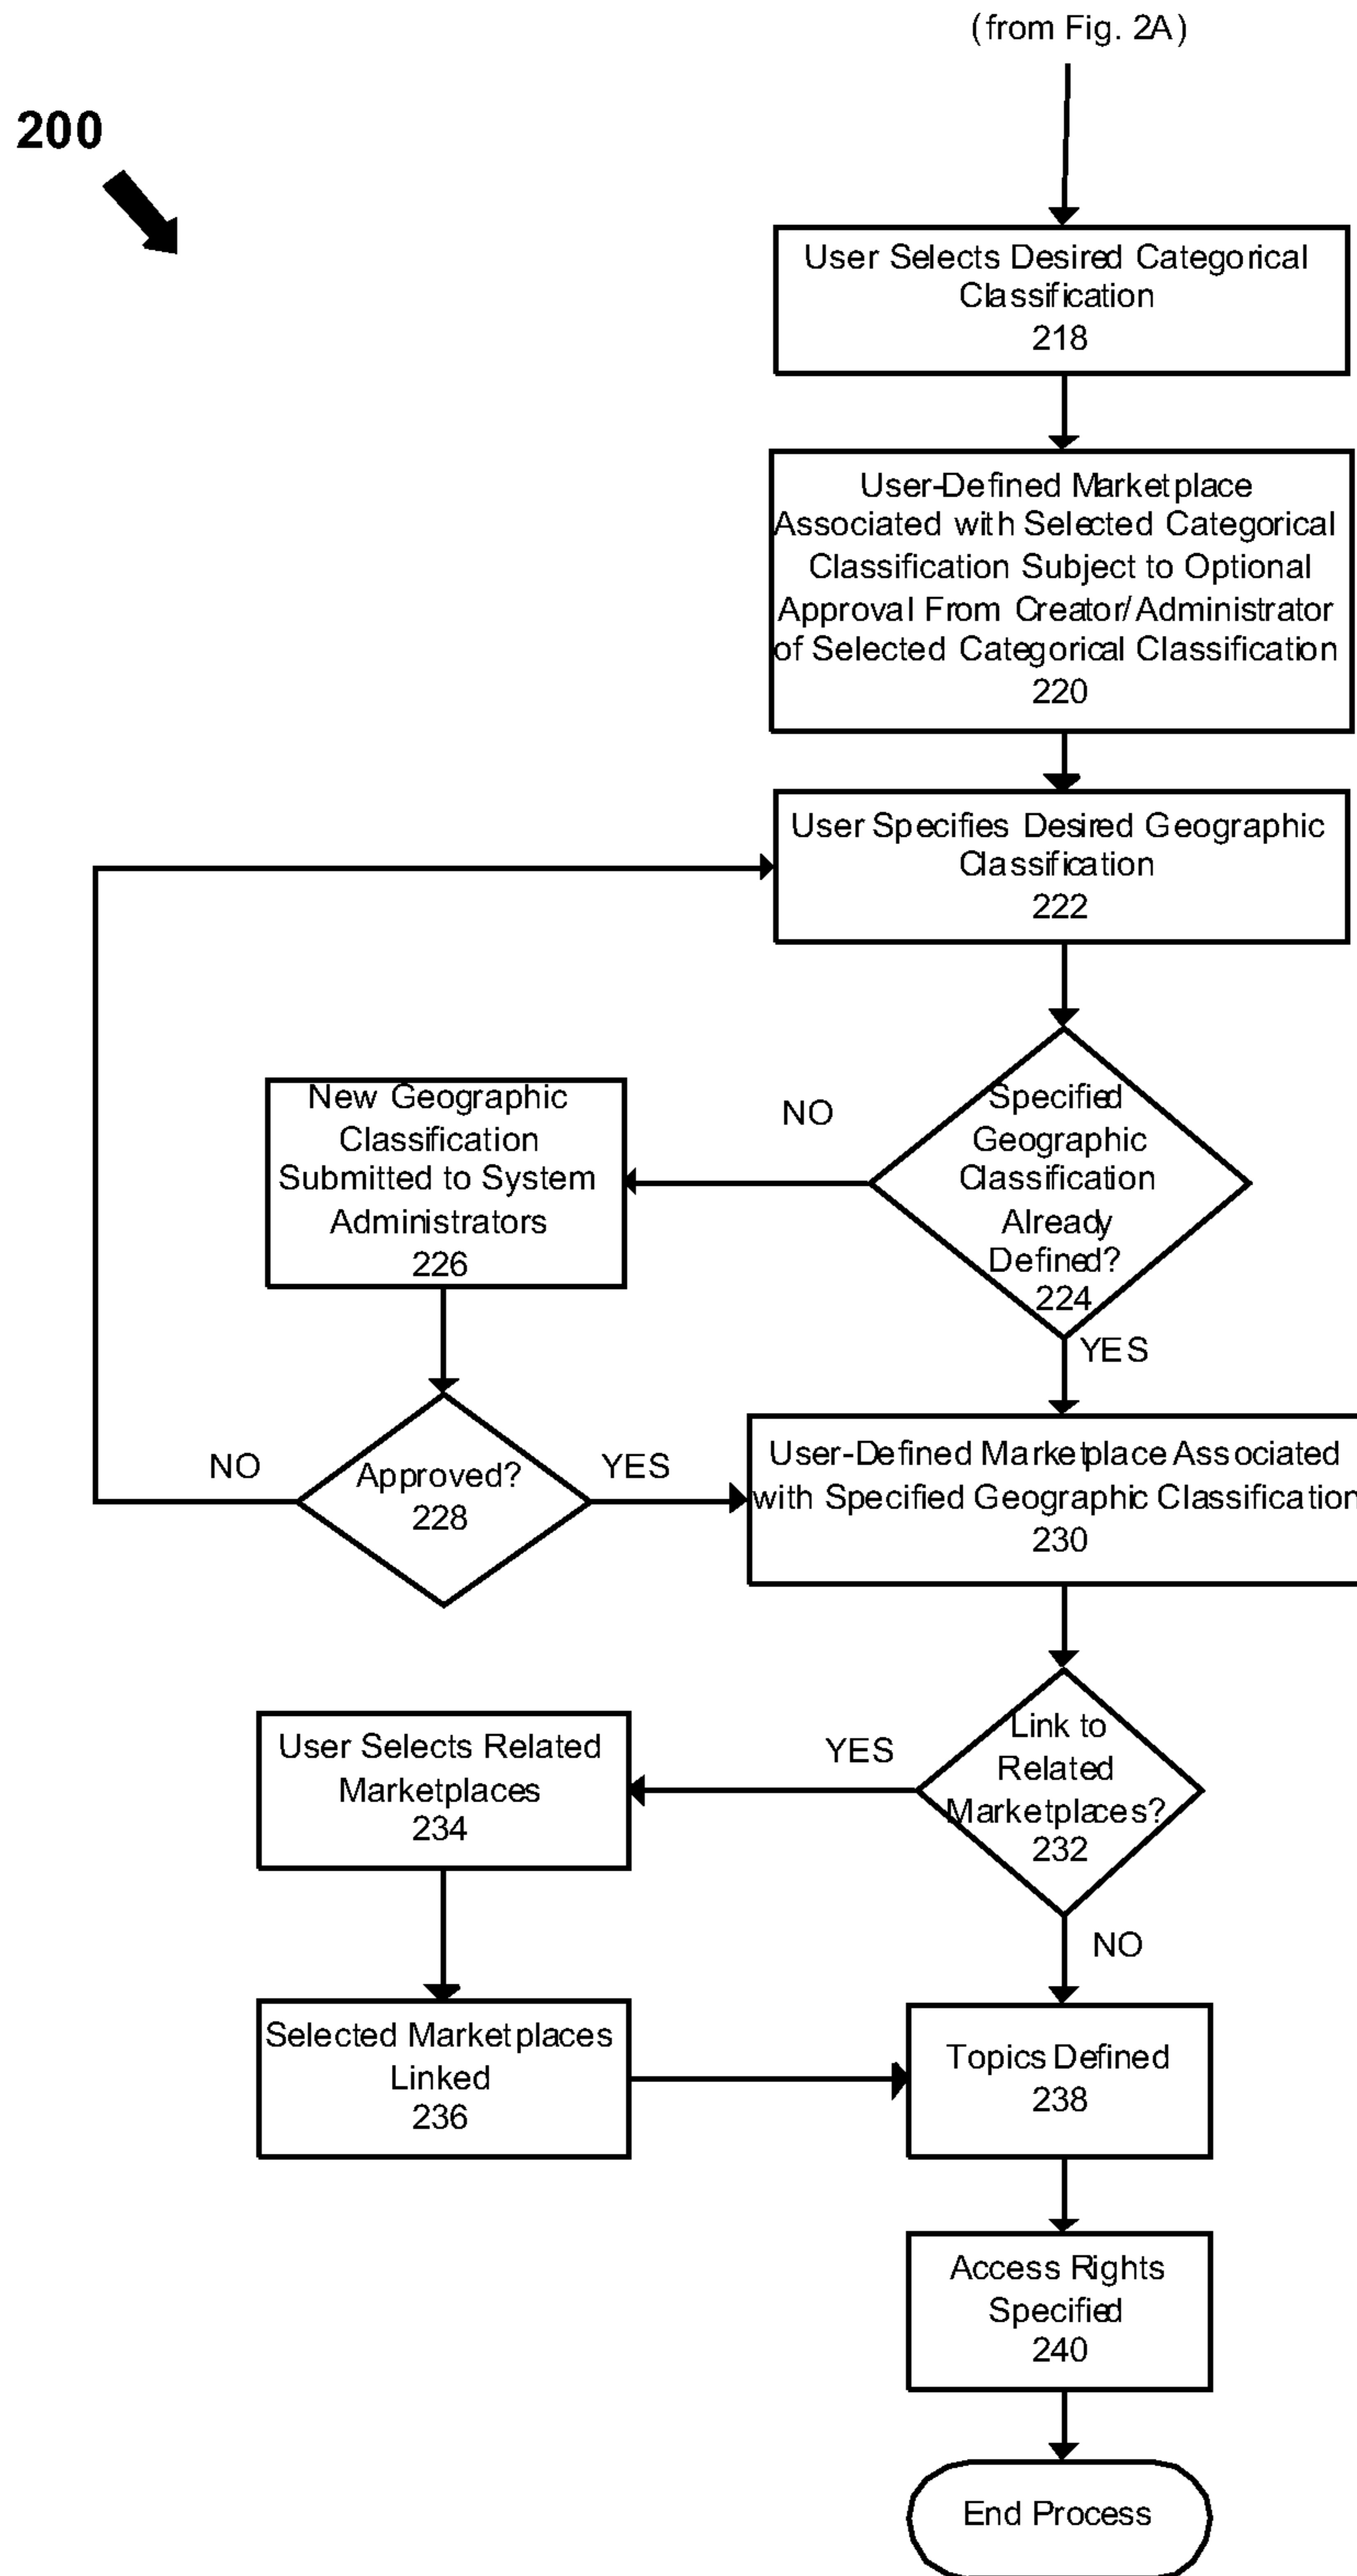 (from Fig. 2A)
200
User Selects Desired Categorical
Classification
218
User-Defined Marketplace
Associated with Selected Categorical
Classification Subject to Optional
Approval From Creator/Administrator
of Selected Categorical Classification
220
User Specifies Desired Geographic
Classification
222
Specified
Geographic
Classification
Already
Defined?
224
NO
YES
New Geographic
Classification
Submitted to System
Administrators
226
Approved?
228
NO
YES
User-Defined Marketplace Associated
with Specified Geographic Classification
230
Link to
Related
Marketplaces?
232
YES
NO
User Selects Related
Marketplaces
234
Selected Marketplaces
Linked
236
Topics Defined
238
Access Rights
Specified
240
End Process